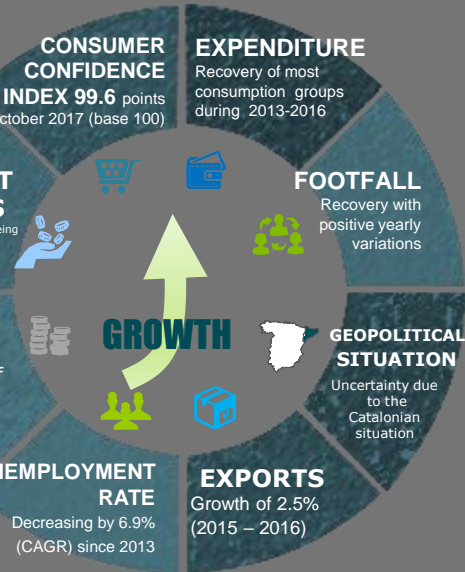 CONSUMER
CONFIDENCE
INDEX 99.6 points
ctober 2017 (base 100)
EXPENDITURE
Recovery of most
consumption groups
during 2013-2016
T
S
eing
FOOTFALL
Recovery with
positive yearly
variations
GROWTH
GEOPOLITICAL
SITUATION
Uncertainty due
to the
Catalonian
situation
f
EMPLOYMENT
RATE
Decreasing by 6.9%
(CAGR) since 2013
EXPORTS
Growth of 2.5%
(2015 – 2016)